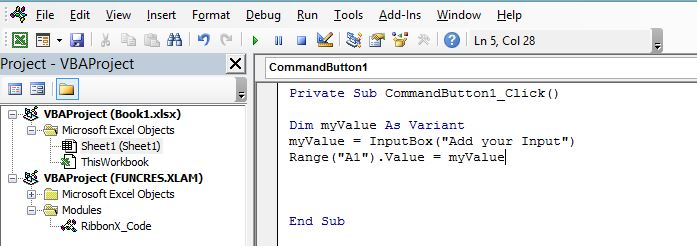 File Edit View Insert Format Debug Run Tools Add-Ins Window Help
Ln 5, Col 28
Project - VBAProject
VBAProject (Book1.xlsx)
Microsoft Excel Objects
Sheet1 (Sheet1)
ThisWorkbook
VBAProject (FUNCRES.XLAM)
Microsoft Excel Objects
Modules
RibbonX_Code
CommandButton1
Private Sub CommandButton1_Click()
Dim myValue As Variant
myValue = InputBox("Add your Input")
Range("A1").Value = myValue
End Sub